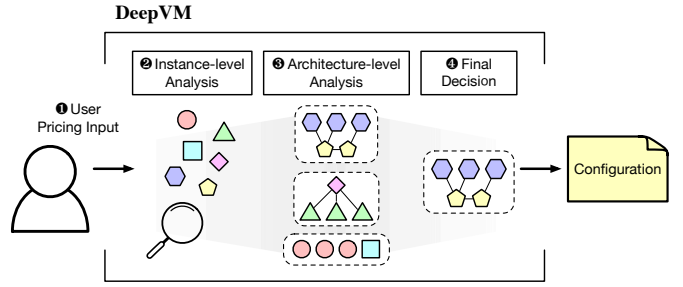 DeepVM
❶ User
Pricing Input
❷ Instance-level
Analysis
❸ Architecture-level
Analysis
❹ Final
Decision
Configuration